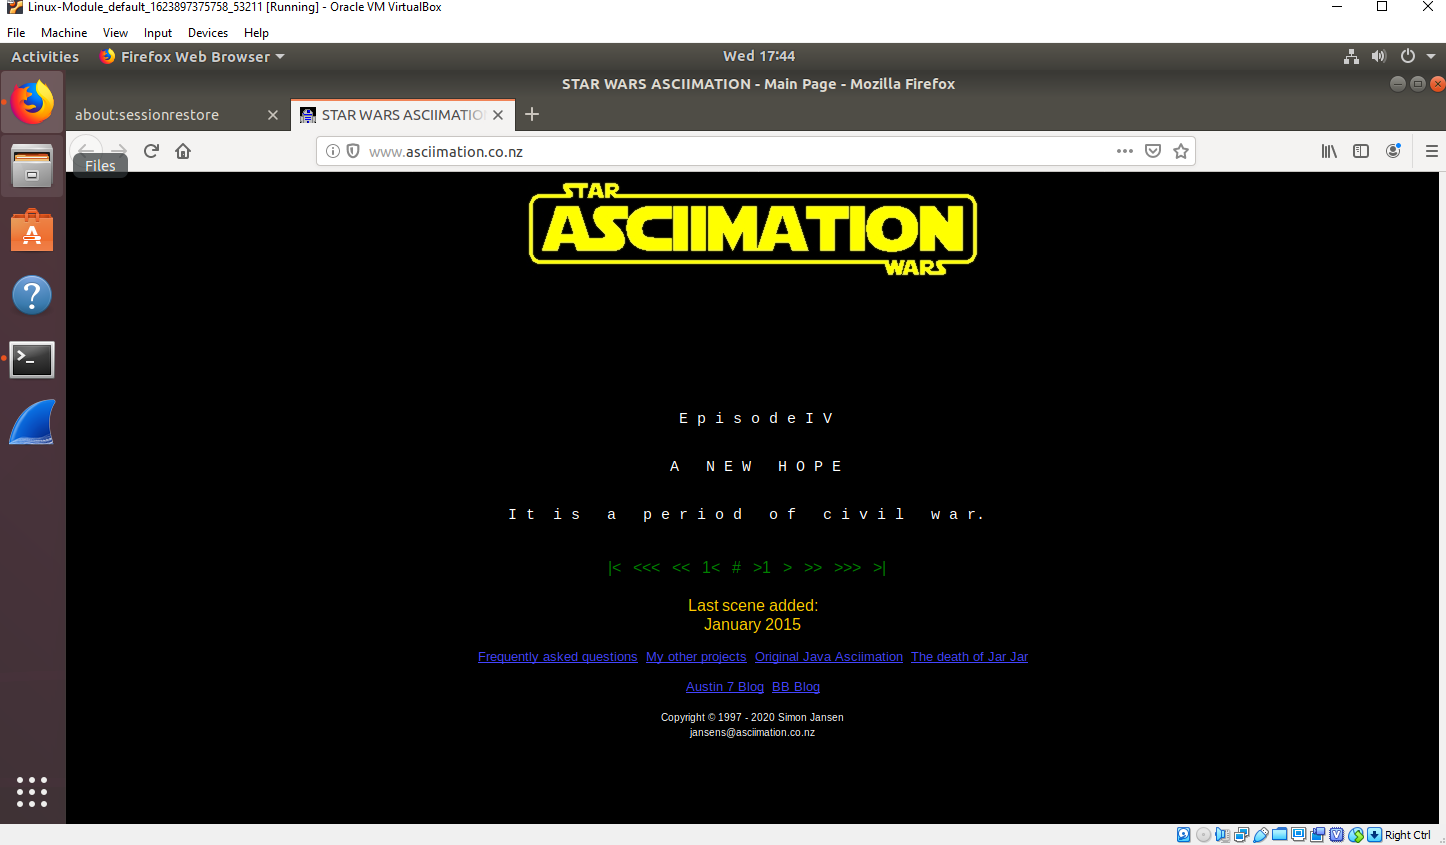 Linux-Module_default_1623897375758_53211 [Running] - Oracle VM VirtualBox
File Machine View Input Devices Help
Activities Firefox Web Browser Wed 17:44
STAR WARS ASCIIMATION - Main Page - Mozilla Firefox
about:sessionrestore STAR WARS ASCIIMATIO
www.asciimation.co.nz
Files
STAR
ASCIIMATION
WARS
E p i s o d e I V
A N E W H O P E
I t i s a p e r i o d o f c i v i l w a r.
|< <<< << 1< # >1 > >> >>> >|
Last scene added:
January 2015
Frequently asked questions My other projects Original Java Asciimation The death of Jar Jar
Austin 7 Blog BB Blog
Copyright © 1997 - 2020 Simon Jansen
jansens@asciimation.co.nz
Right Ctrl